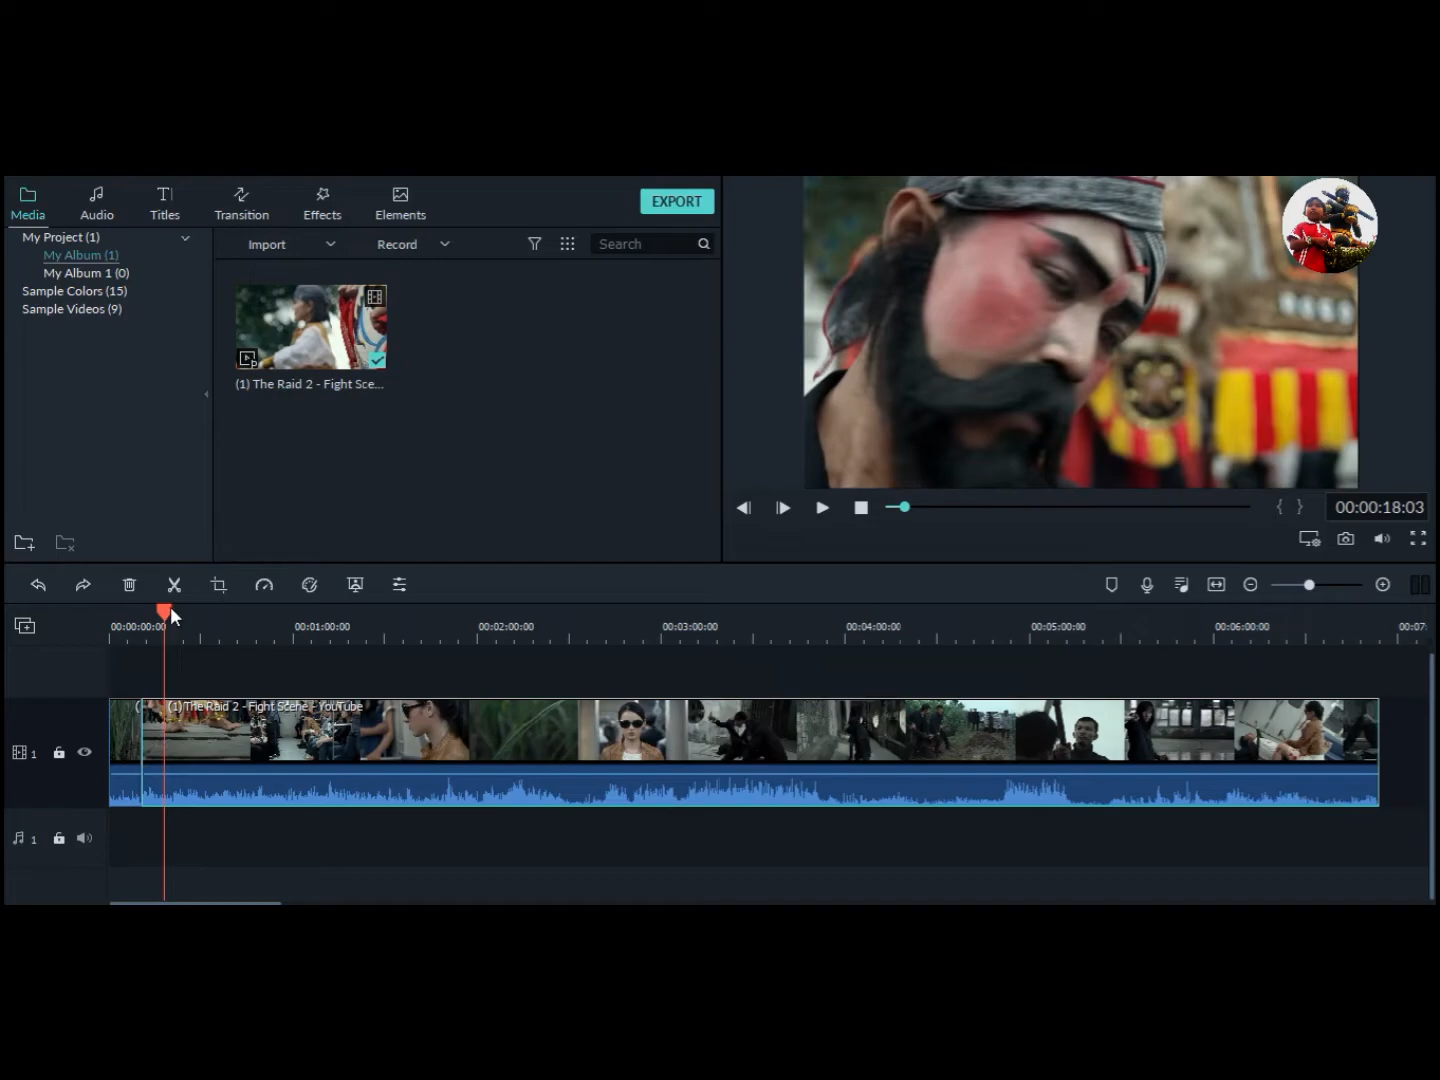 Media
Audio
Titles
Transition
Effects
Elements
EXPORT
My Project (1)
My Album (1)
My Album 1 (0)
Sample Colors (15)
Sample Videos (9)
Import
Record
Search
(1) The Raid 2 - Fight Sce...
00:00:18:03
00:00:00:00
00:01:00:00
00:02:00:00
00:03:00:00
00:04:00:00
00:05:00:00
00:06:00:00
00:07:
(
(1) The Raid 2 - Fight Scene - YouTube
1
1